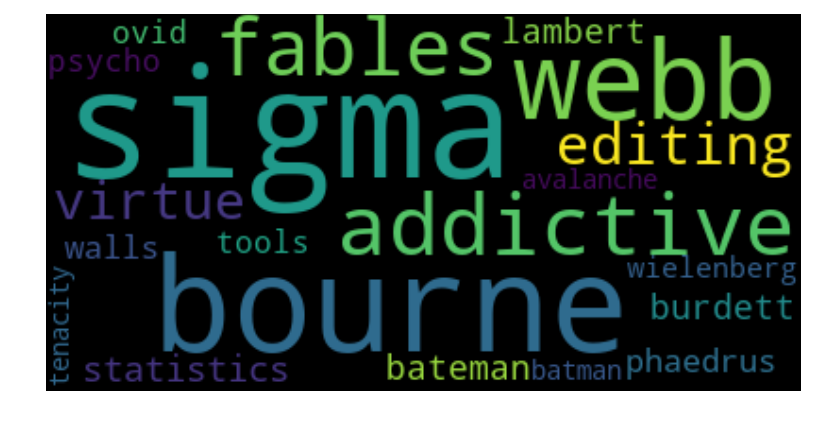 ovid
fables
lambert
webb
psycho
sigma
editing
avalanche
virtue
addictive
walls
tools
bourne
wielenberg
tenacity
burdett
statistics
bateman
batman
phaedrus